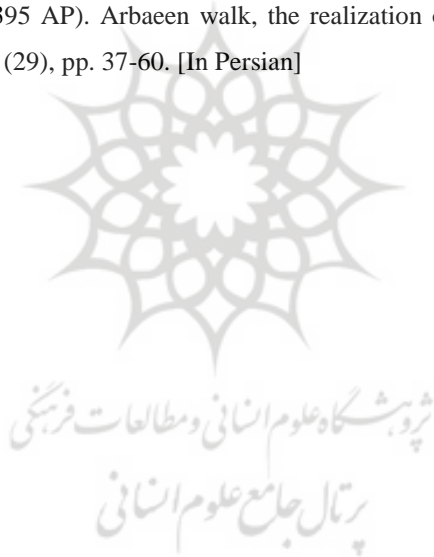 395 AP). Arbaeen walk, the realization
(29), pp. 37-60. [In Persian]
پژوهشگاه علوم انسانی و مطالعات فرهنگی
پرتال جامع علوم انسانی